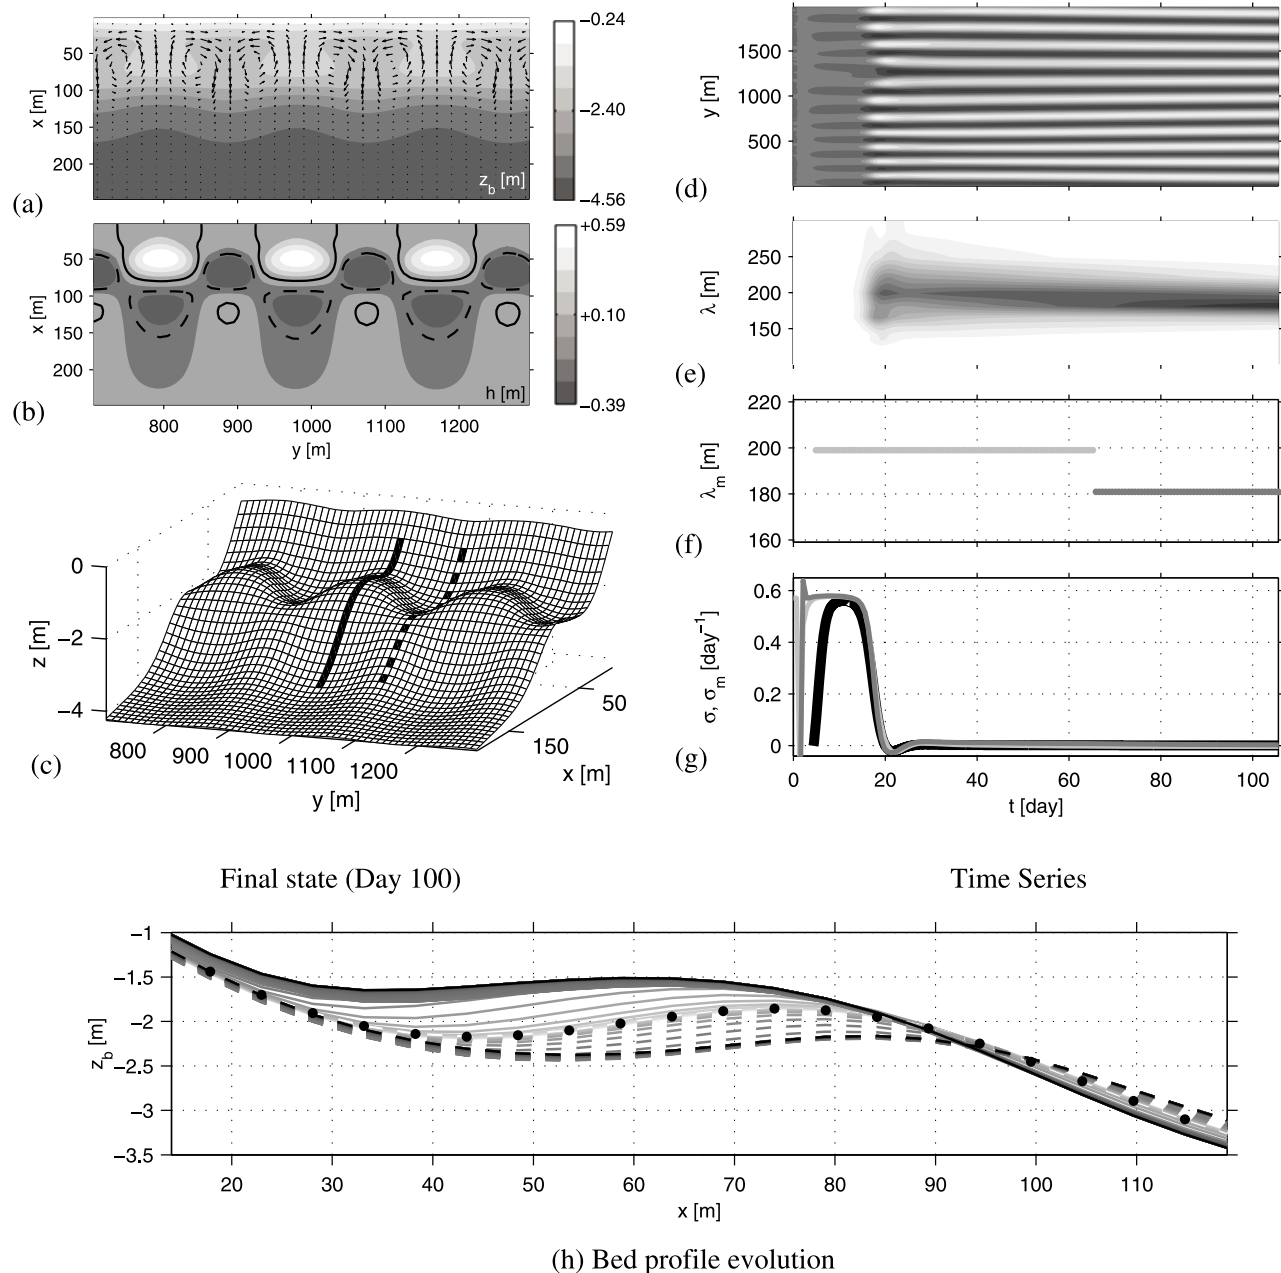 −0.24
50
100
150
200
x [m]
−2.40
z_b [m]
−4.56
(a)
+0.59
50
100
150
200
x [m]
+0.10
h [m]
−0.39
(b)
800 900 1000 1100 1200
y [m]
0
−2
−4
z [m]
800 900 1000 1100 1200
y [m]
50
150
x [m]
(c)
1500
1000
500
y [m]
(d)
250
200
150
λ [m]
(e)
220
200
180
160
λ_m [m]
(f)
0.6
0.4
0.2
0
σ, σ_m [day⁻¹]
(g)
0 20 40 60 80 100
t [day]
Final state (Day 100)
Time Series
−1
−1.5
−2
−2.5
−3
−3.5
z_b [m]
20 30 40 50 60 70 80 90 100 110
x [m]
(h) Bed profile evolution